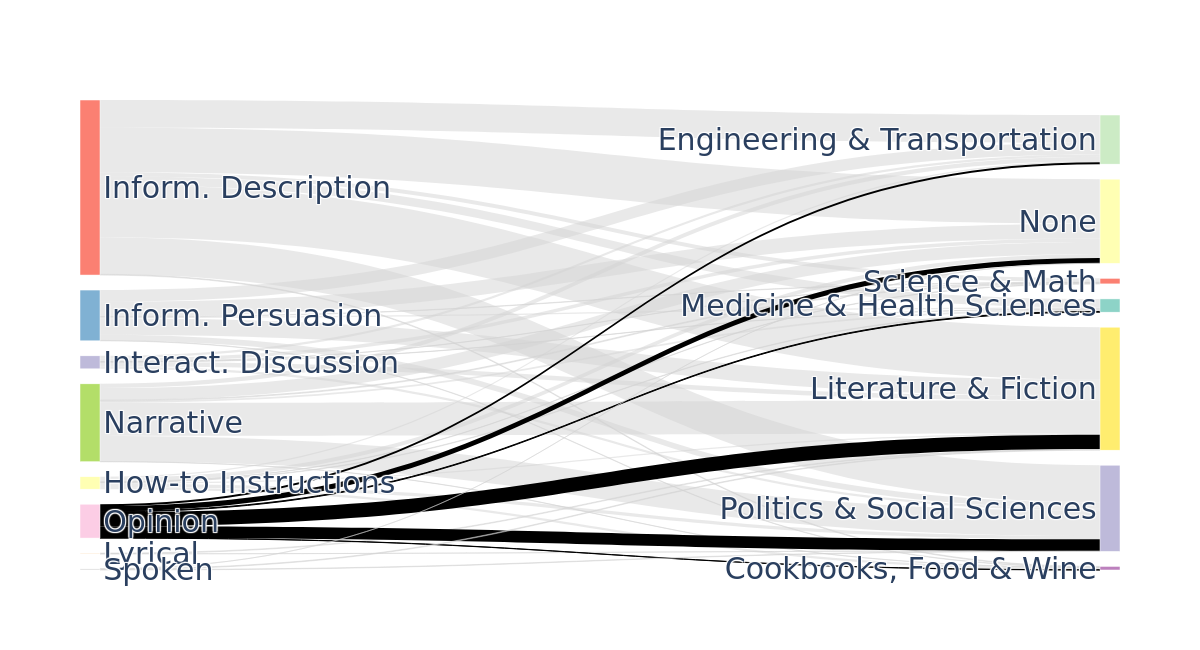 Inform. Description
Inform. Persuasion
Interact. Discussion
Narrative
How-to Instructions
Opinion
Lyrical
Spoken
Engineering & Transportation
None
Science & Math
Medicine & Health Sciences
Literature & Fiction
Politics & Social Sciences
Cookbooks, Food & Wine